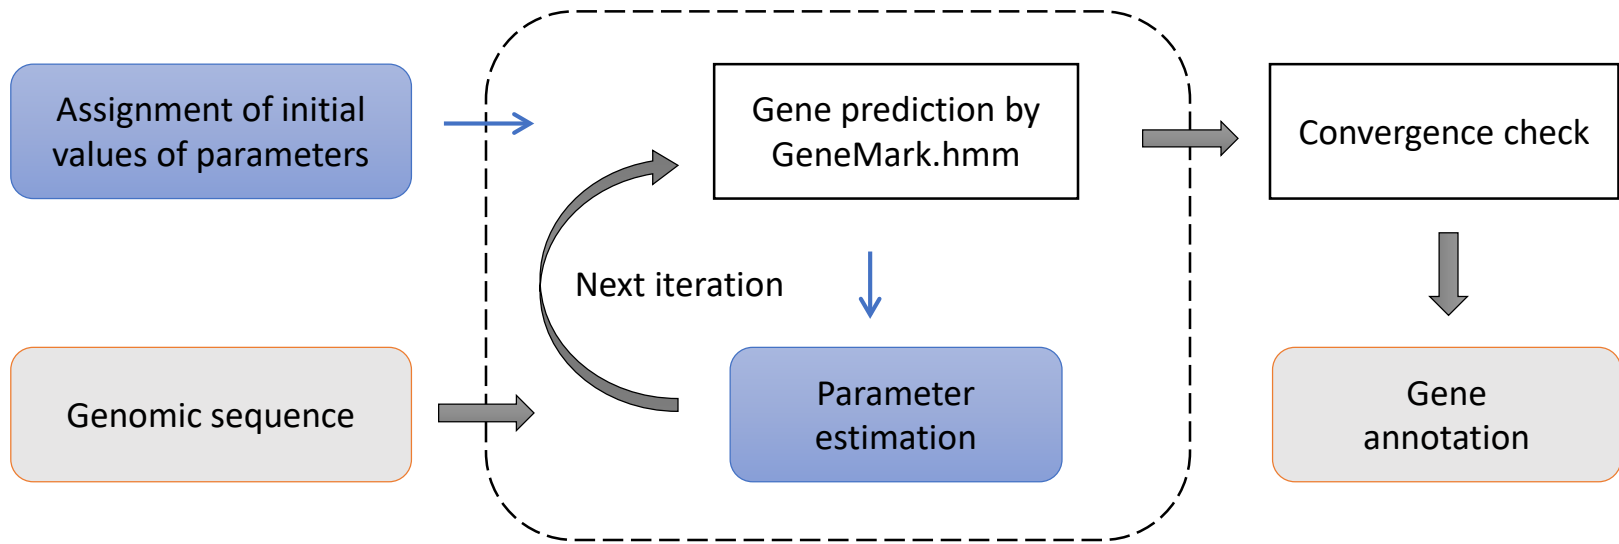 Assignment of initial
values of parameters
Gene prediction by
GeneMark.hmm
Convergence check
Next iteration
Genomic sequence
Parameter
estimation
Gene
annotation